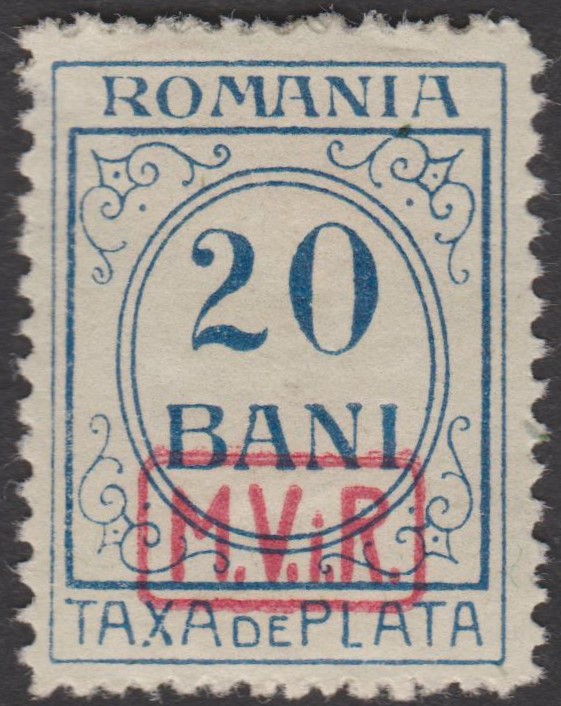 ROMANIA
20
BANI
M.V.i.R.
TAXA DE PLATA